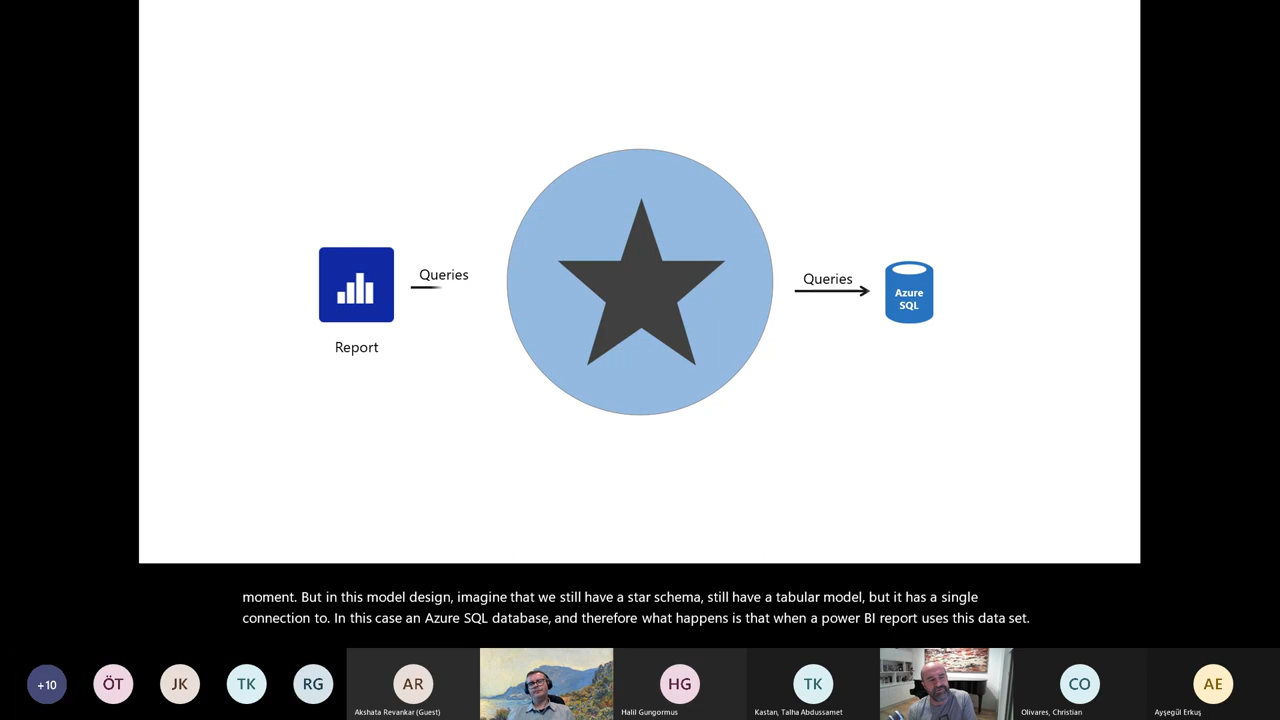 Queries
Queries
Azure
SQL
Report
moment. But in this model design, imagine that we still have a star schema, still have a tabular model, but it has a single
connection to. In this case an Azure SQL database, and therefore what happens is that when a power BI report uses this data set.
+10
ÖT
JK
TK
RG
AR
HG
TK
CO
AE
Akshata Revankar (Guest)
Halil Gungormus
Kastan, Talha Abdussamet
Olivares, Christian
Ayşegül Erkuş